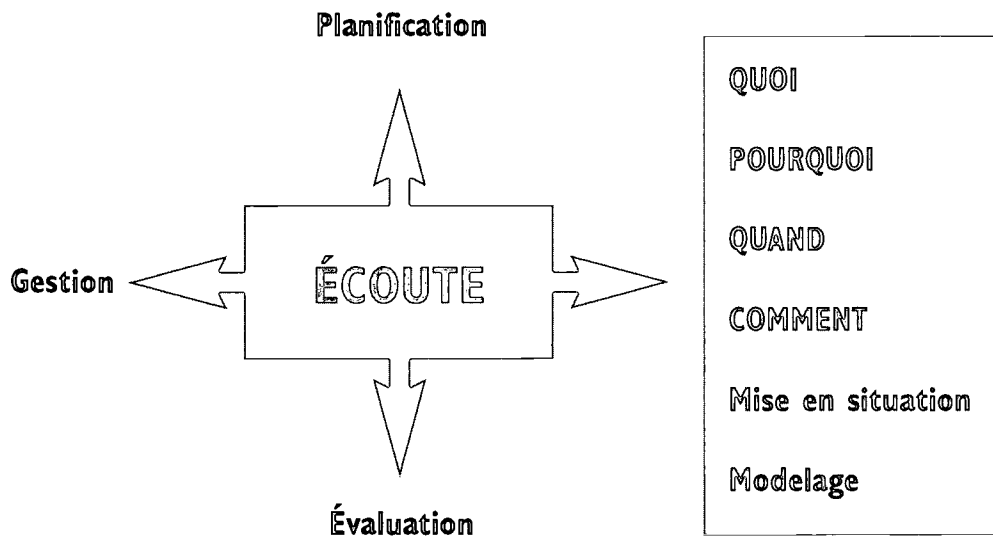 Planification
Gestion
ÉCOUTE
Évaluation
QUOI
POURQUOI
QUAND
COMMENT
Mise en situation
Modelage